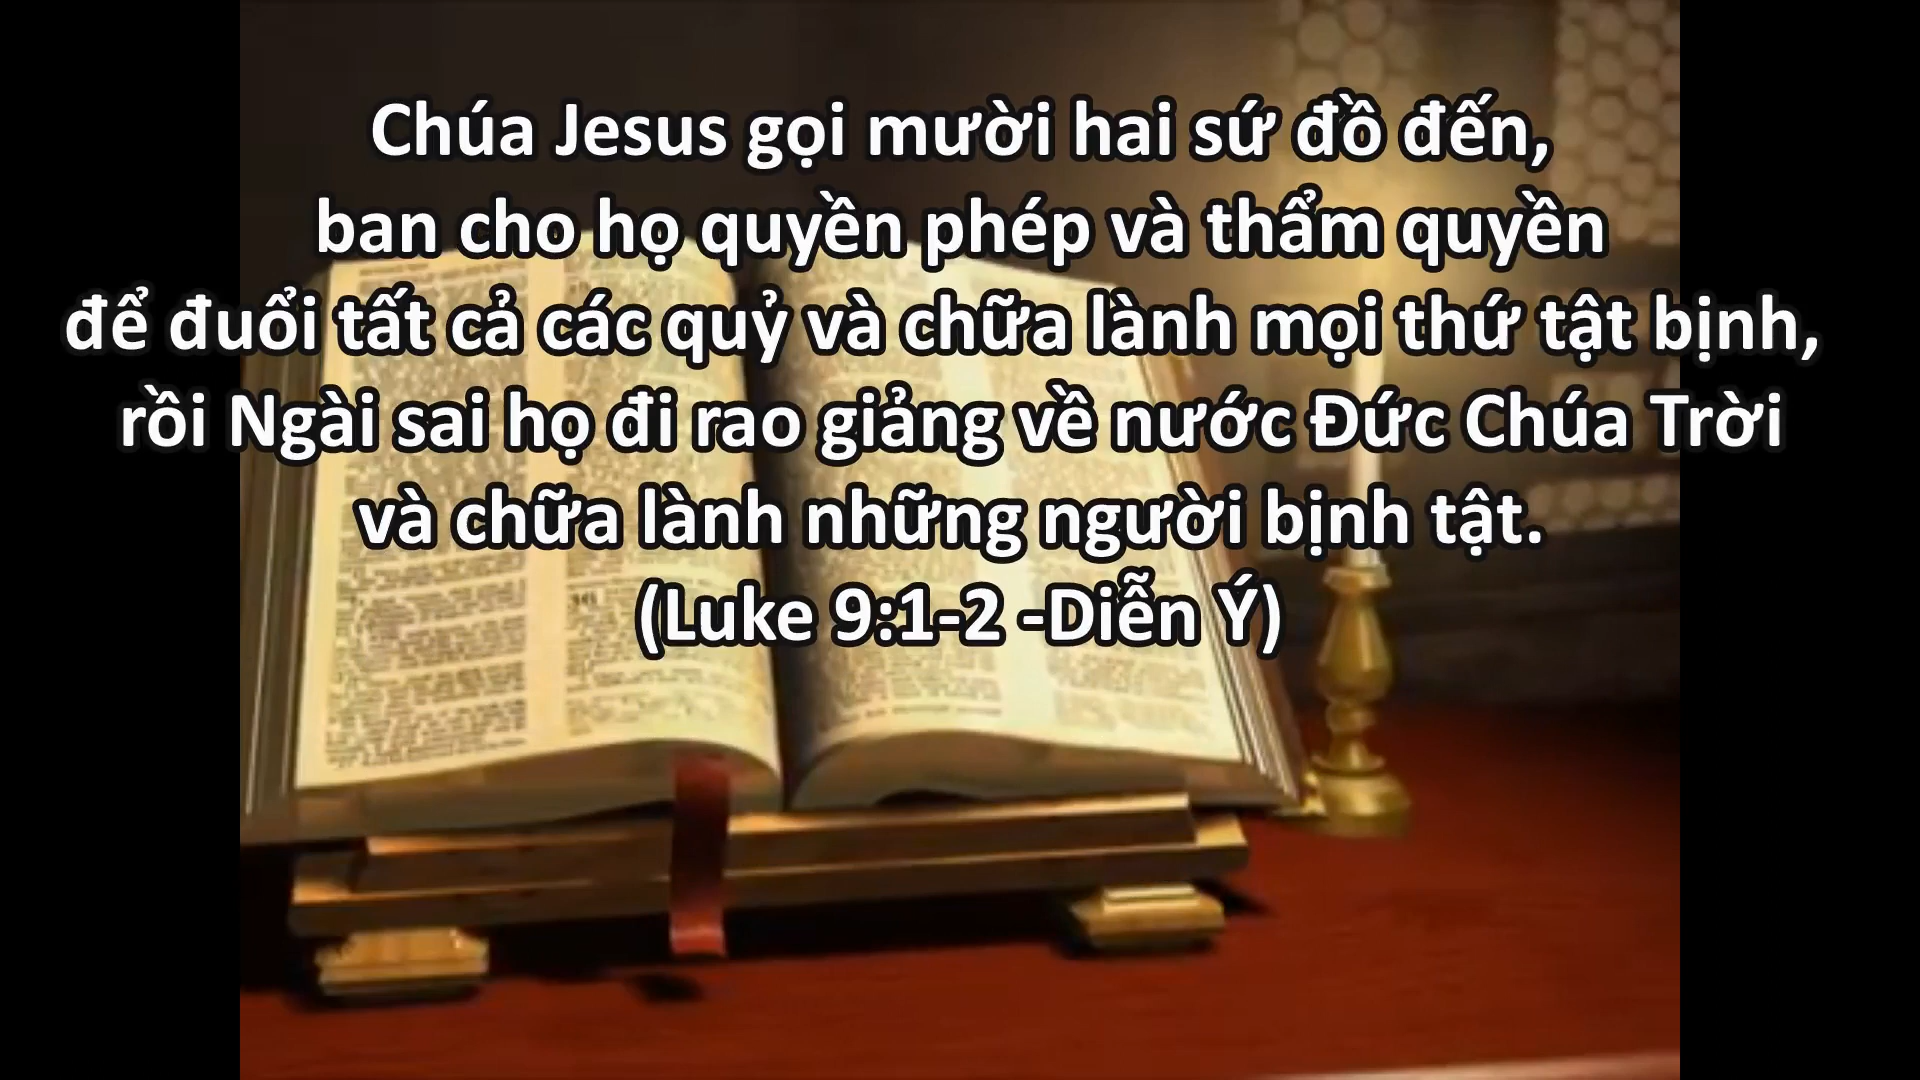 Chúa Jesus gọi mười hai sứ đồ đến,
ban cho họ quyền phép và thẩm quyền
để đuổi tất cả các quỷ và chữa lành mọi thứ tật bịnh,
rồi Ngài sai họ đi rao giảng về nước Đức Chúa Trời
và chữa lành những người bịnh tật.
(Luke 9:1-2 -Diễn Ý)